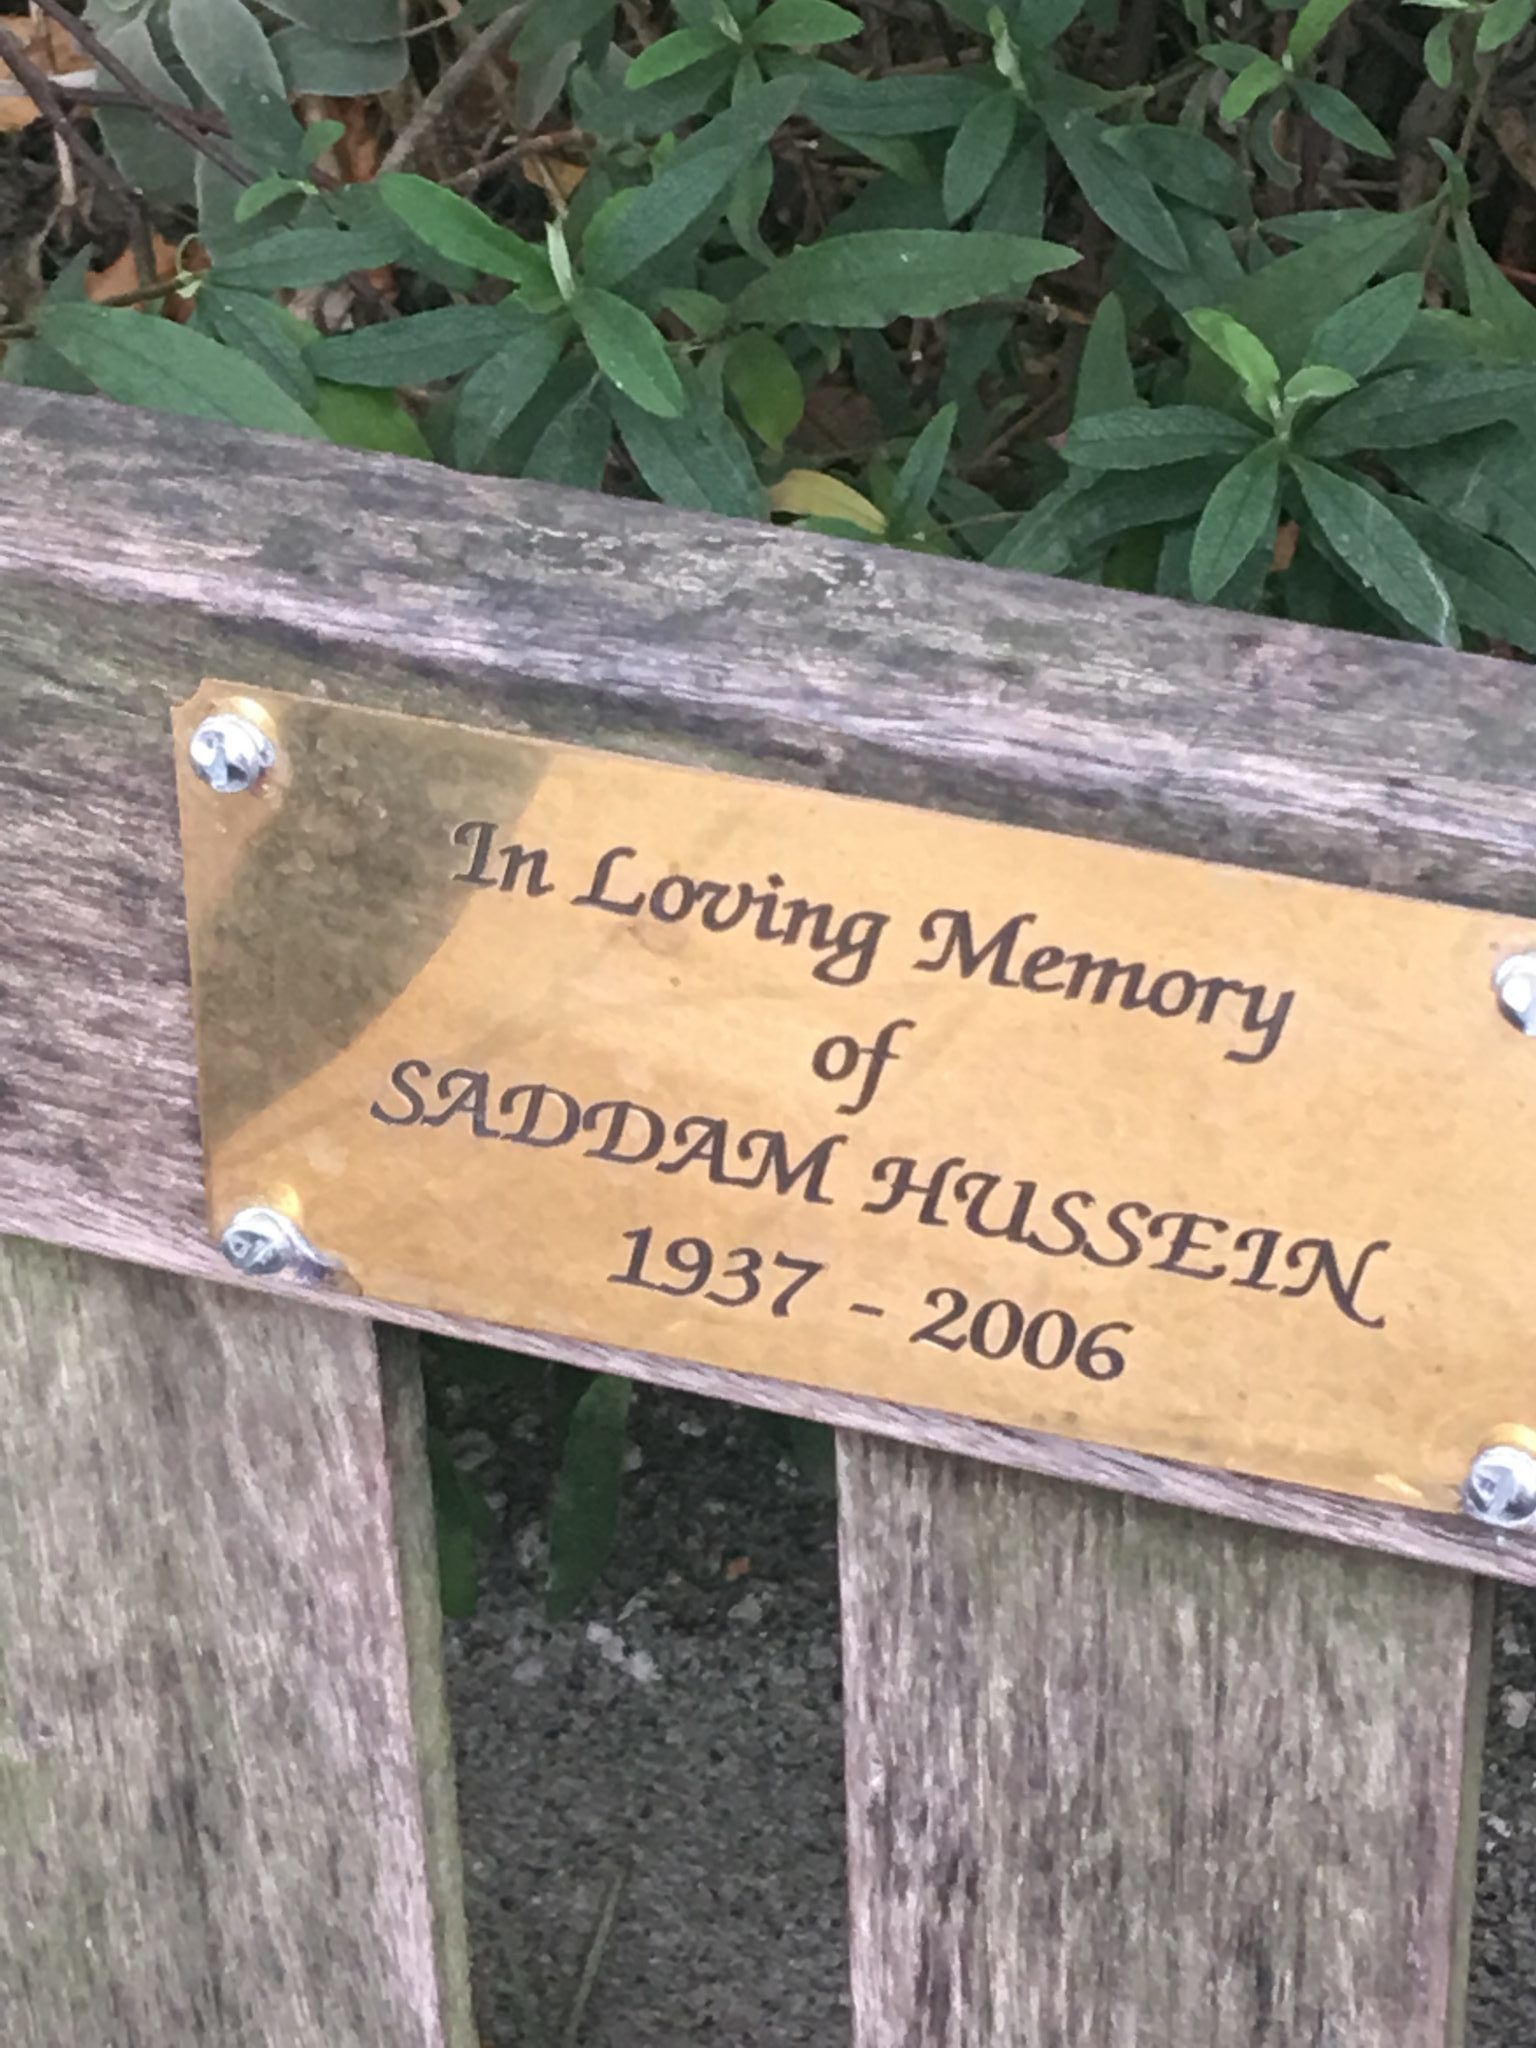 In Loving Memory
of
SADDAM HUSSEIN
1937 - 2006